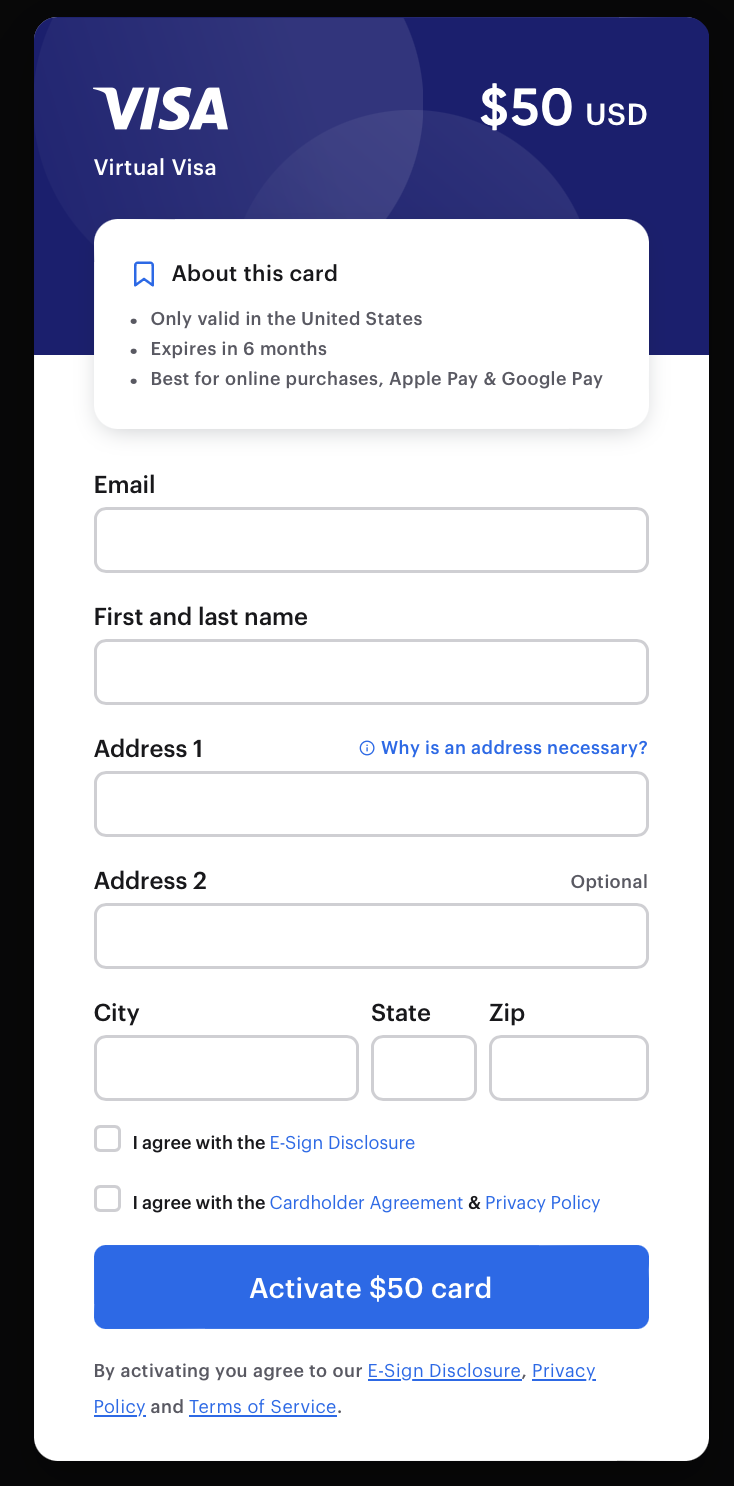 VISA
$50 USD
Virtual Visa
About this card
• Only valid in the United States
• Expires in 6 months
• Best for online purchases, Apple Pay & Google Pay
Email
First and last name
Address 1
Why is an address necessary?
Address 2
Optional
City
State
Zip
I agree with the E-Sign Disclosure
I agree with the Cardholder Agreement & Privacy Policy
Activate $50 card
By activating you agree to our E-Sign Disclosure, Privacy
Policy and Terms of Service.